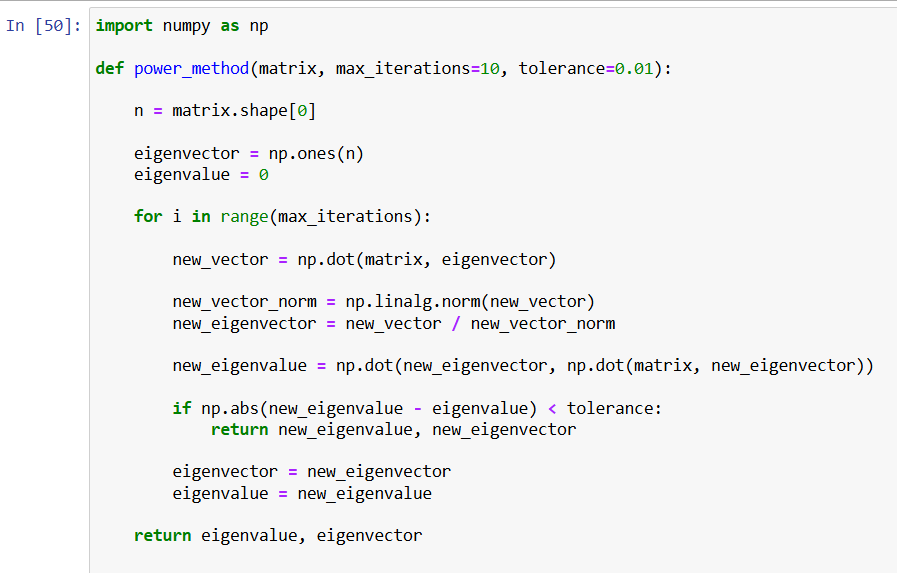 In [50]: import numpy as np
def power_method(matrix, max_iterations=10, tolerance=0.01):
n = matrix.shape[0]
eigenvector = np.ones(n)
eigenvalue = 0
for i in range(max_iterations):
new_vector = np.dot(matrix, eigenvector)
new_vector_norm = np.linalg.norm(new_vector)
new_eigenvector = new_vector / new_vector_norm
new_eigenvalue = np.dot(new_eigenvector, np.dot(matrix, new_eigenvector))
if np.abs(new_eigenvalue - eigenvalue) < tolerance:
return new_eigenvalue, new_eigenvector
eigenvector = new_eigenvector
eigenvalue = new_eigenvalue
return eigenvalue, eigenvector